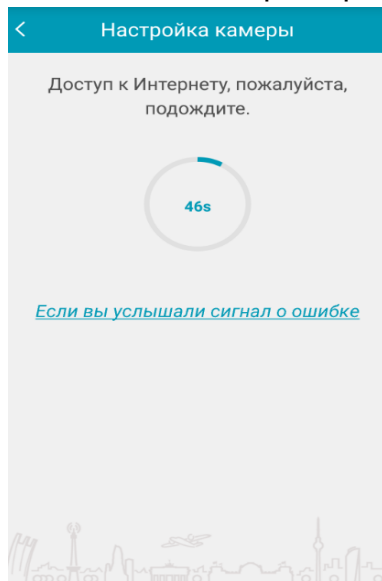 < Настройка камеры
Доступ к Интернету, пожалуйста,
подождите.
46s
Если вы услышали сигнал о ошибке